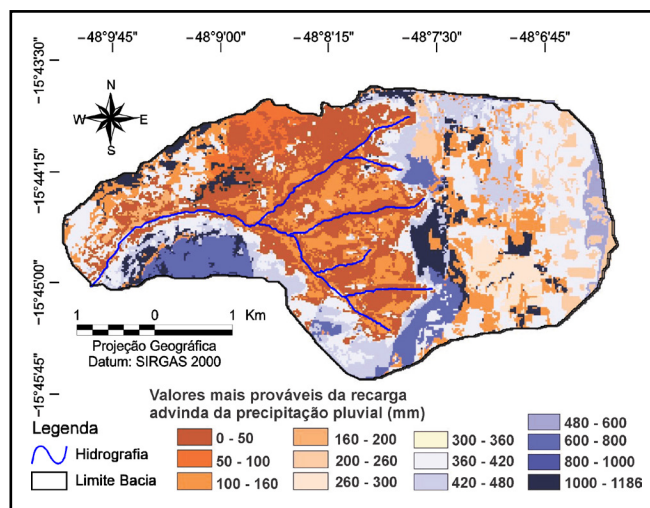 -48°9'45" -48°9'00" -48°8'15" -48°7'30" -48°6'45"
-15°43'30"
-15°44'15"
-15°45'00"
-15°45'45"
N
W E
S
1 0 1 Km
Projeção Geográfica
Datum: SIRGAS 2000
Valores mais prováveis da recarga
advinda da precipitação pluvial (mm)
Legenda
Hidrografia
Limite Bacia
0 - 50
50 - 100
100 - 160
160 - 200
200 - 260
260 - 300
300 - 360
360 - 420
420 - 480
480 - 600
600 - 800
800 - 1000
1000 - 1186